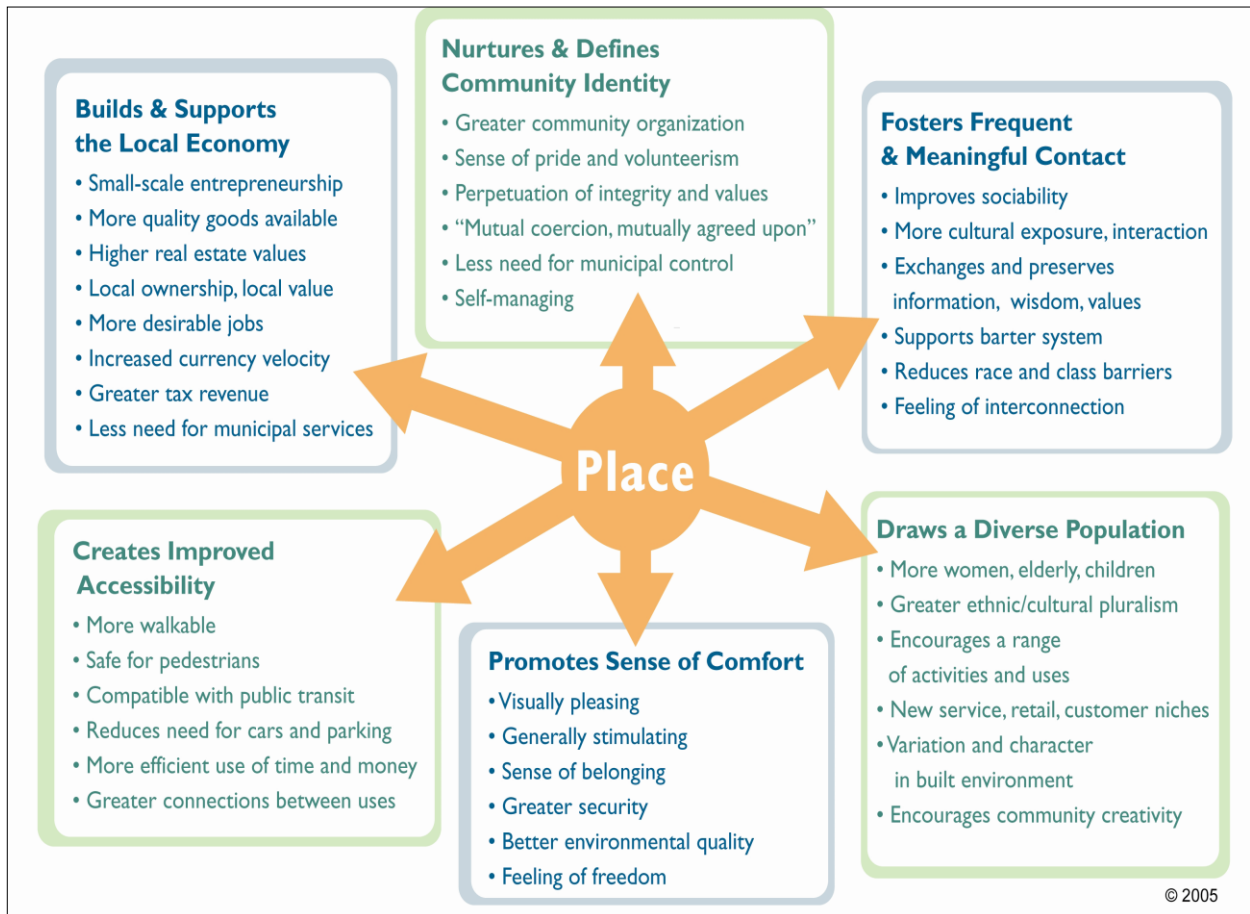 Nurtures & Defines
Community Identity
• Greater community organization
• Sense of pride and volunteerism
• Perpetuation of integrity and values
• “Mutual coercion, mutually agreed upon”
• Less need for municipal control
• Self-managing
Builds & Supports
the Local Economy
• Small-scale entrepreneurship
• More quality goods available
• Higher real estate values
• Local ownership, local value
• More desirable jobs
• Increased currency velocity
• Greater tax revenue
• Less need for municipal services
Fosters Frequent
& Meaningful Contact
• Improves sociability
• More cultural exposure, interaction
• Exchanges and preserves
information, wisdom, values
• Supports barter system
• Reduces race and class barriers
• Feeling of interconnection
Place
Creates Improved
Accessibility
• More walkable
• Safe for pedestrians
• Compatible with public transit
• Reduces need for cars and parking
• More efficient use of time and money
• Greater connections between uses
Promotes Sense of Comfort
• Visually pleasing
• Generally stimulating
• Sense of belonging
• Greater security
• Better environmental quality
• Feeling of freedom
Draws a Diverse Population
• More women, elderly, children
• Greater ethnic/cultural pluralism
• Encourages a range
of activities and uses
• New service, retail, customer niches
• Variation and character
in built environment
• Encourages community creativity
© 2005